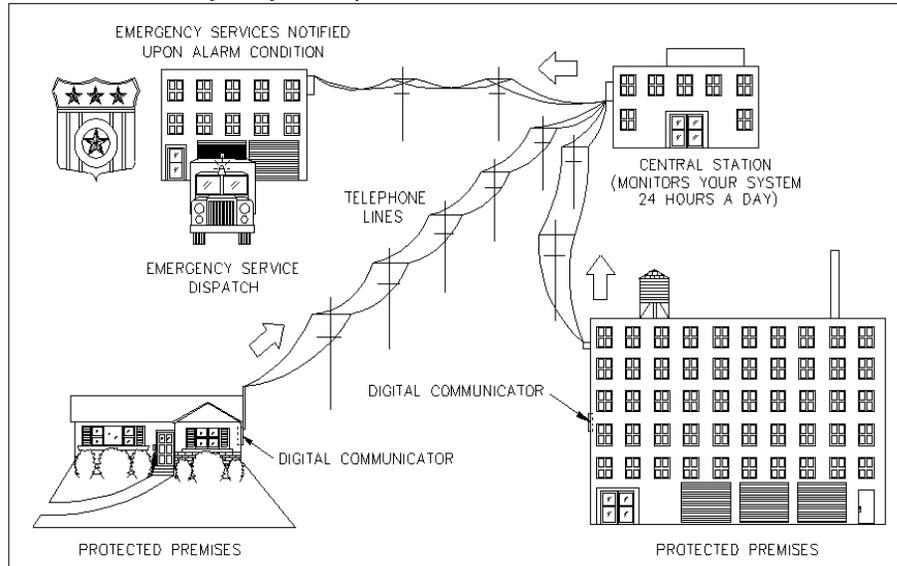 EMERGENCY SERVICES NOTIFIED
UPON ALARM CONDITION
CENTRAL STATION
(MONITORS YOUR SYSTEM
24 HOURS A DAY)
TELEPHONE
LINES
EMERGENCY SERVICE
DISPATCH
DIGITAL COMMUNICATOR
DIGITAL COMMUNICATOR
PROTECTED PREMISES
PROTECTED PREMISES